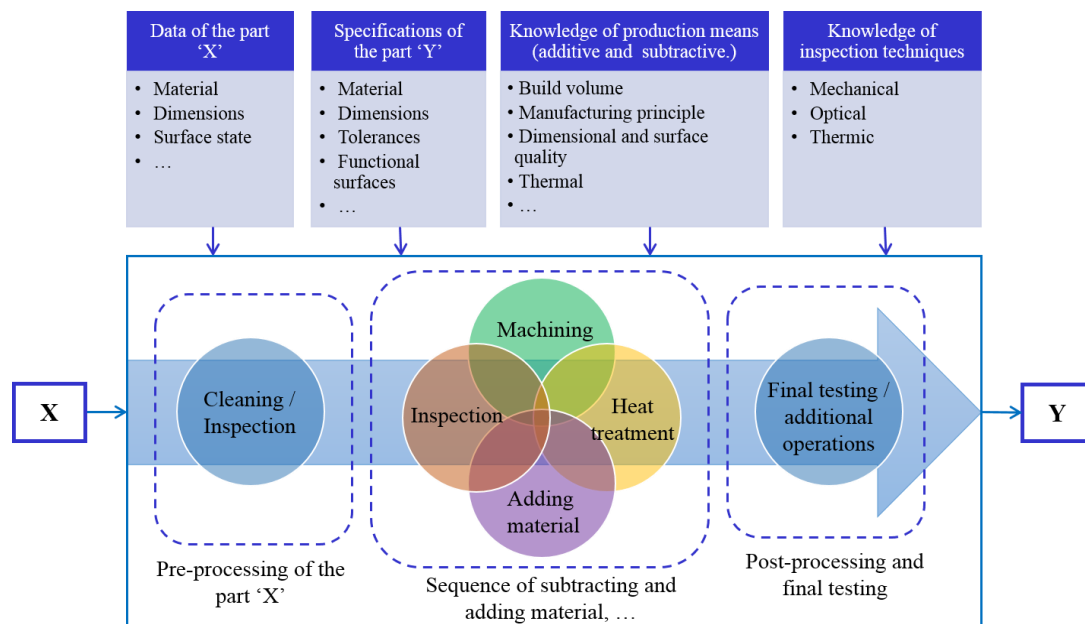 Data of the part
‘X’
• Material
• Dimensions
• Surface state
• …
Specifications of
the part ‘Y’
• Material
• Dimensions
• Tolerances
• Functional
surfaces
• …
Knowledge of production means
(additive and subtractive.)
• Build volume
• Manufacturing principle
• Dimensional and surface
quality
• Thermal
• …
Knowledge of
inspection techniques
• Mechanical
• Optical
• Thermic
X
Cleaning /
Inspection
Pre-processing of the
part ‘X’
Machining
Inspection
Heat
treatment
Adding
material
Sequence of subtracting and
adding material, …
Final testing /
additional
operations
Post-processing and
final testing
Y